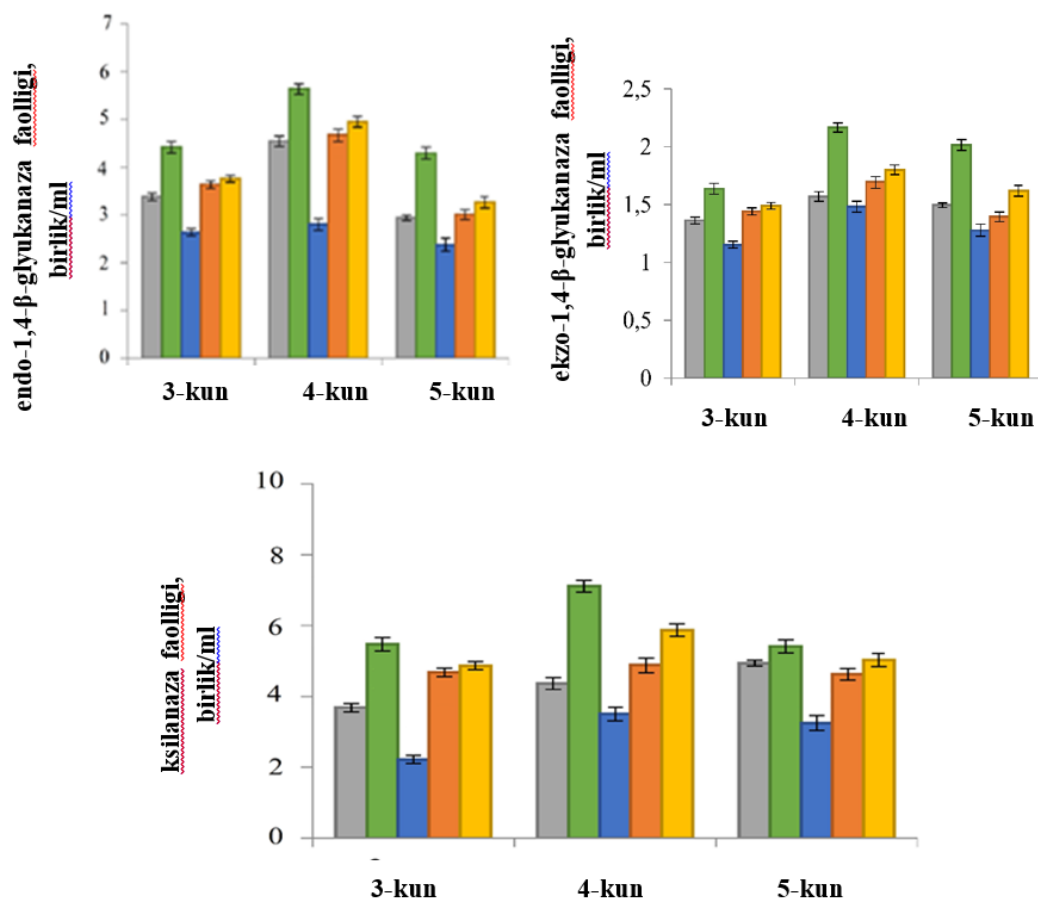 endo-1,4-β-glyukanaza faolligi,
birlik/ml
7
6
5
4
3
2
1
0
3-kun 4-kun 5-kun
ekzo-1,4-β-glyukanaza faolligi,
birlik/ml
2,5
2
1,5
1
0,5
0
3-kun 4-kun 5-kun
ksilanaza faolligi,
birlik/ml
10
8
6
4
2
0
3-kun 4-kun 5-kun